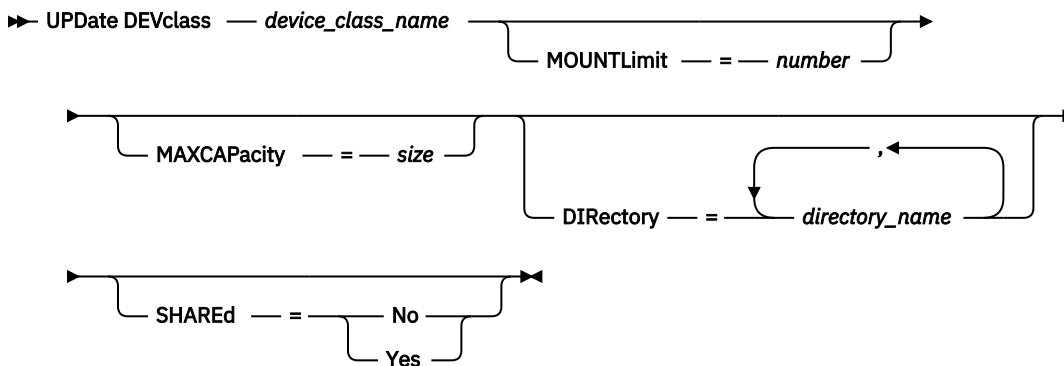 UPDate DEVclass device_class_name
MOUNTLimit = number
MAXCAPacity = size
,
DIRectory = directory_name
SHAREd = No
Yes